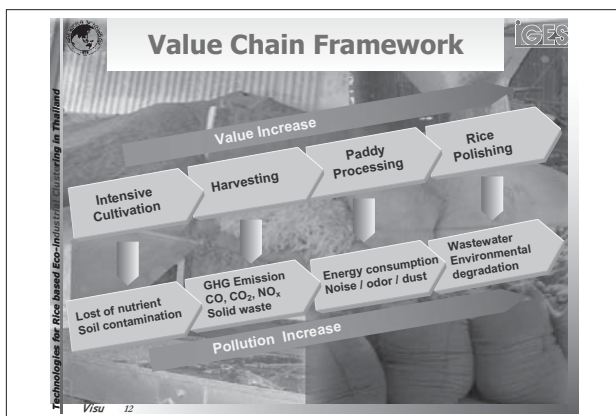 Value Chain Framework
IGES
Technologies for Rice based Eco-industrial Clustering in Thailand
Value Increase
Intensive
Cultivation
Harvesting
Paddy
Processing
Rice
Polishing
Lost of nutrient
Soil contamination
GHG Emission
CO, CO₂, NOₓ
Solid waste
Energy consumption
Noise / odor / dust
Wastewater
Environmental
degradation
Pollution Increase
Visu 12